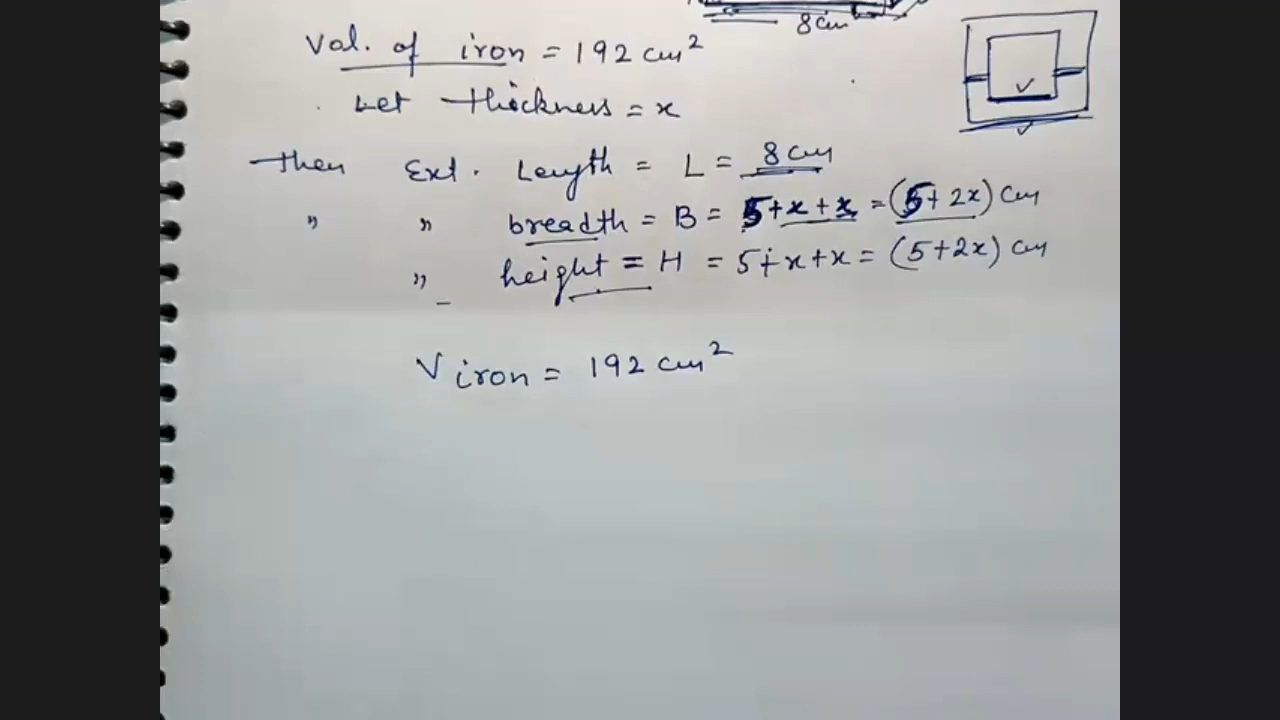 8cm
Vol. of iron = 192 cm²
Let thickness = x
Then Ext. Length = L = 8 cm
" " breadth = B = 5+x+x = (5+2x) cm
" height = H = 5+x+x = (5+2x) cm
V iron = 192 cm²